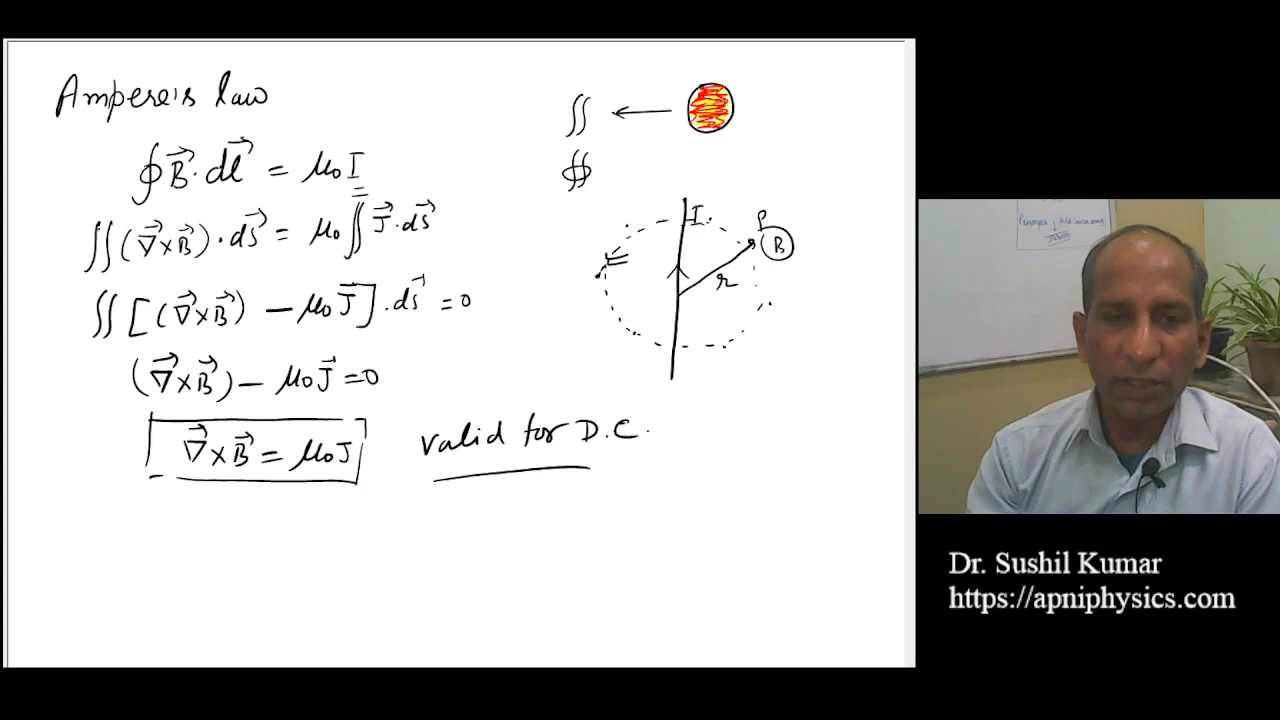 Ampere's law
∮ B⃗ · dl⃗ = μ₀ I
∬ (∇⃗ × B⃗) · ds⃗ = μ₀ ∬ J⃗ · ds⃗
∬ [(∇⃗ × B⃗) − μ₀ J⃗] · ds⃗ = 0
(∇⃗ × B⃗) − μ₀ J⃗ = 0
∇⃗ × B⃗ = μ₀ J
valid for D.C.
∬ ←
∯
I
P
B
r
Dr. Sushil Kumar
https://apniphysics.com